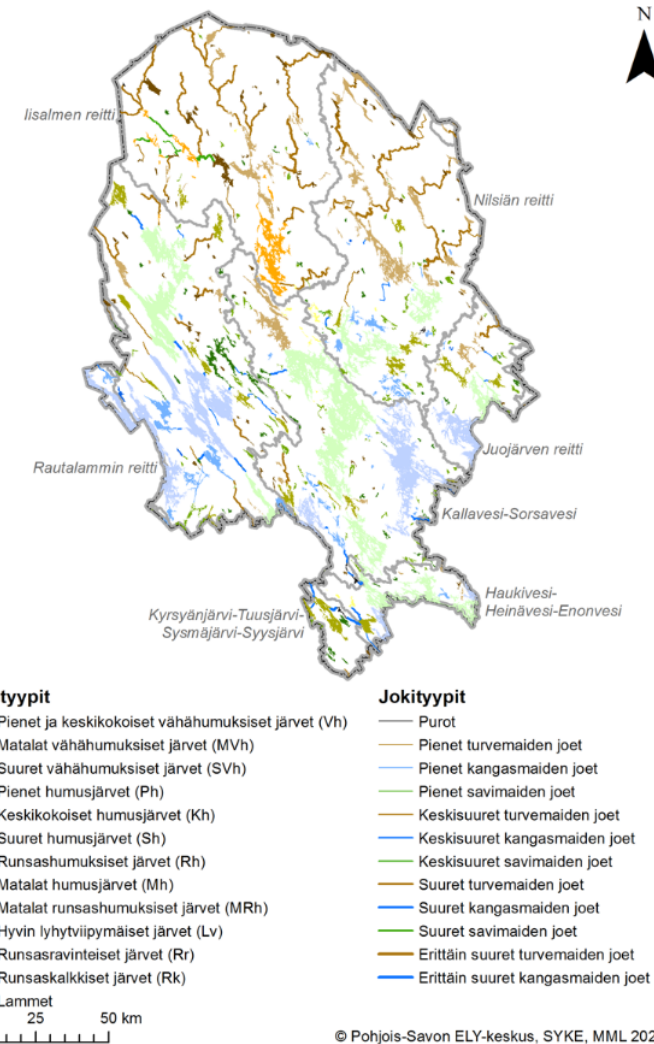 N
Iisalmen reitti
Nilsiän reitti
Rautalammin reitti
Juojärven reitti
Kallavesi-Sorsavesi
Haukivesi-
Heinävesi-Enonvesi
Kyrsyänjärvi-Tuusjärvi-
Sysmäjärvi-Syysjärvi
tyypit
Pienet ja keskikokoiset vähähumuksiset järvet (Vh)
Matalat vähähumuksiset järvet (MVh)
Suuret vähähumuksiset järvet (SVh)
Pienet humusjärvet (Ph)
Keskikokoiset humusjärvet (Kh)
Suuret humusjärvet (Sh)
Runsashumuksiset järvet (Rh)
Matalat humusjärvet (Mh)
Matalat runsashumuksiset järvet (MRh)
Hyvin lyhytviipymäiset järvet (Lv)
Runsasravinteiset järvet (Rr)
Runsaskalkkiset järvet (Rk)
Lammet
Jokityypit
Purot
Pienet turvemaiden joet
Pienet kangasmaiden joet
Pienet savimaiden joet
Keskisuuret turvemaiden joet
Keskisuuret kangasmaiden joet
Keskisuuret savimaiden joet
Suuret turvemaiden joet
Suuret kangasmaiden joet
Suuret savimaiden joet
Erittäin suuret turvemaiden joet
Erittäin suuret kangasmaiden joet
25 50 km
© Pohjois-Savon ELY-keskus, SYKE, MML 202